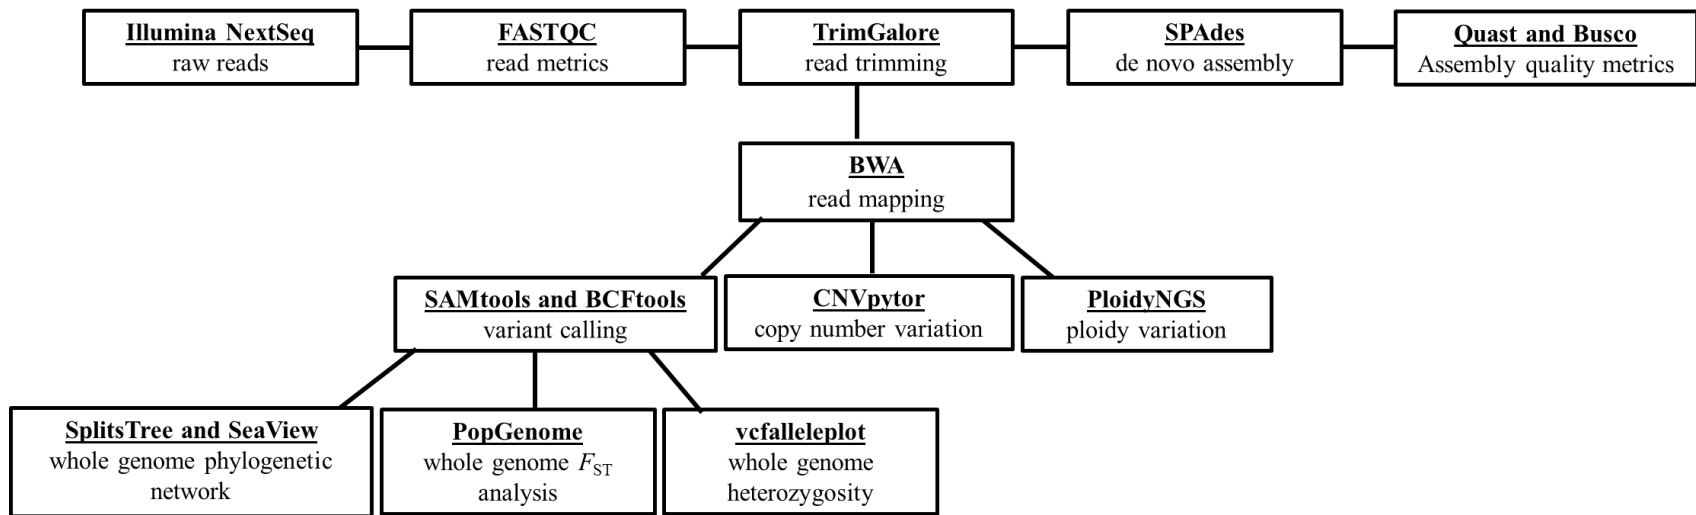 Illumina NextSeq
raw reads
FASTQC
read metrics
TrimGalore
read trimming
SPAdes
de novo assembly
Quast and Busco
Assembly quality metrics
BWA
read mapping
SAMtools and BCFtools
variant calling
CNVpytor
copy number variation
PloidyNGS
ploidy variation
SplitsTree and SeaView
whole genome phylogenetic
network
PopGenome
whole genome FST
analysis
vcfalleleplot
whole genome
heterozygosity